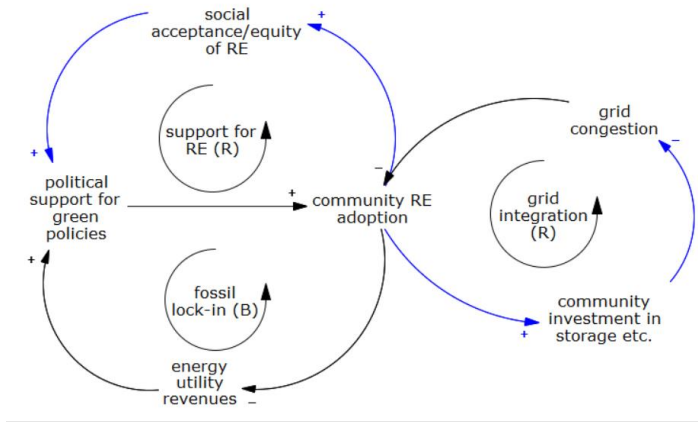 social
acceptance/equity
of RE
+
support for
RE (R)
+
political
support for
green
policies
+
community RE
adoption
−
grid
congestion
−
grid
integration
(R)
+
fossil
lock-in (B)
community
investment in
storage etc.
+
energy
utility
revenues
−